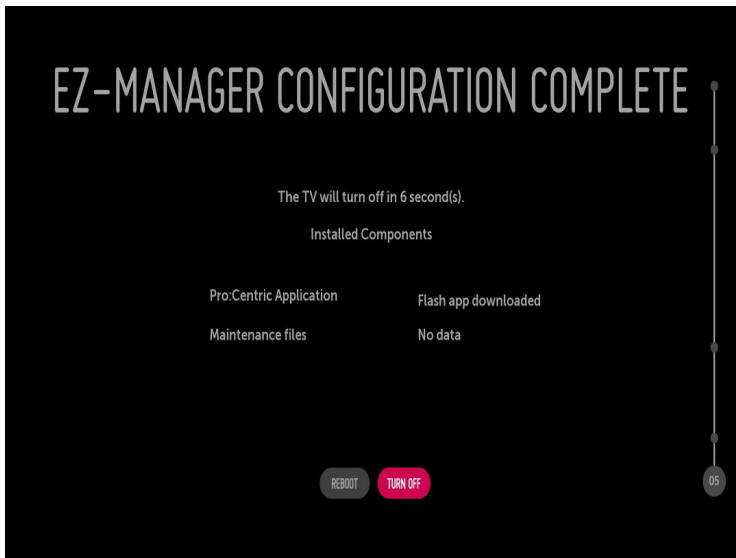 EZ-MANAGER CONFIGURATION COMPLETE
The TV will turn off in 6 second(s).
Installed Components
Pro:Centric Application Flash app downloaded
Maintenance files No data
REBOOT TURN OFF
05